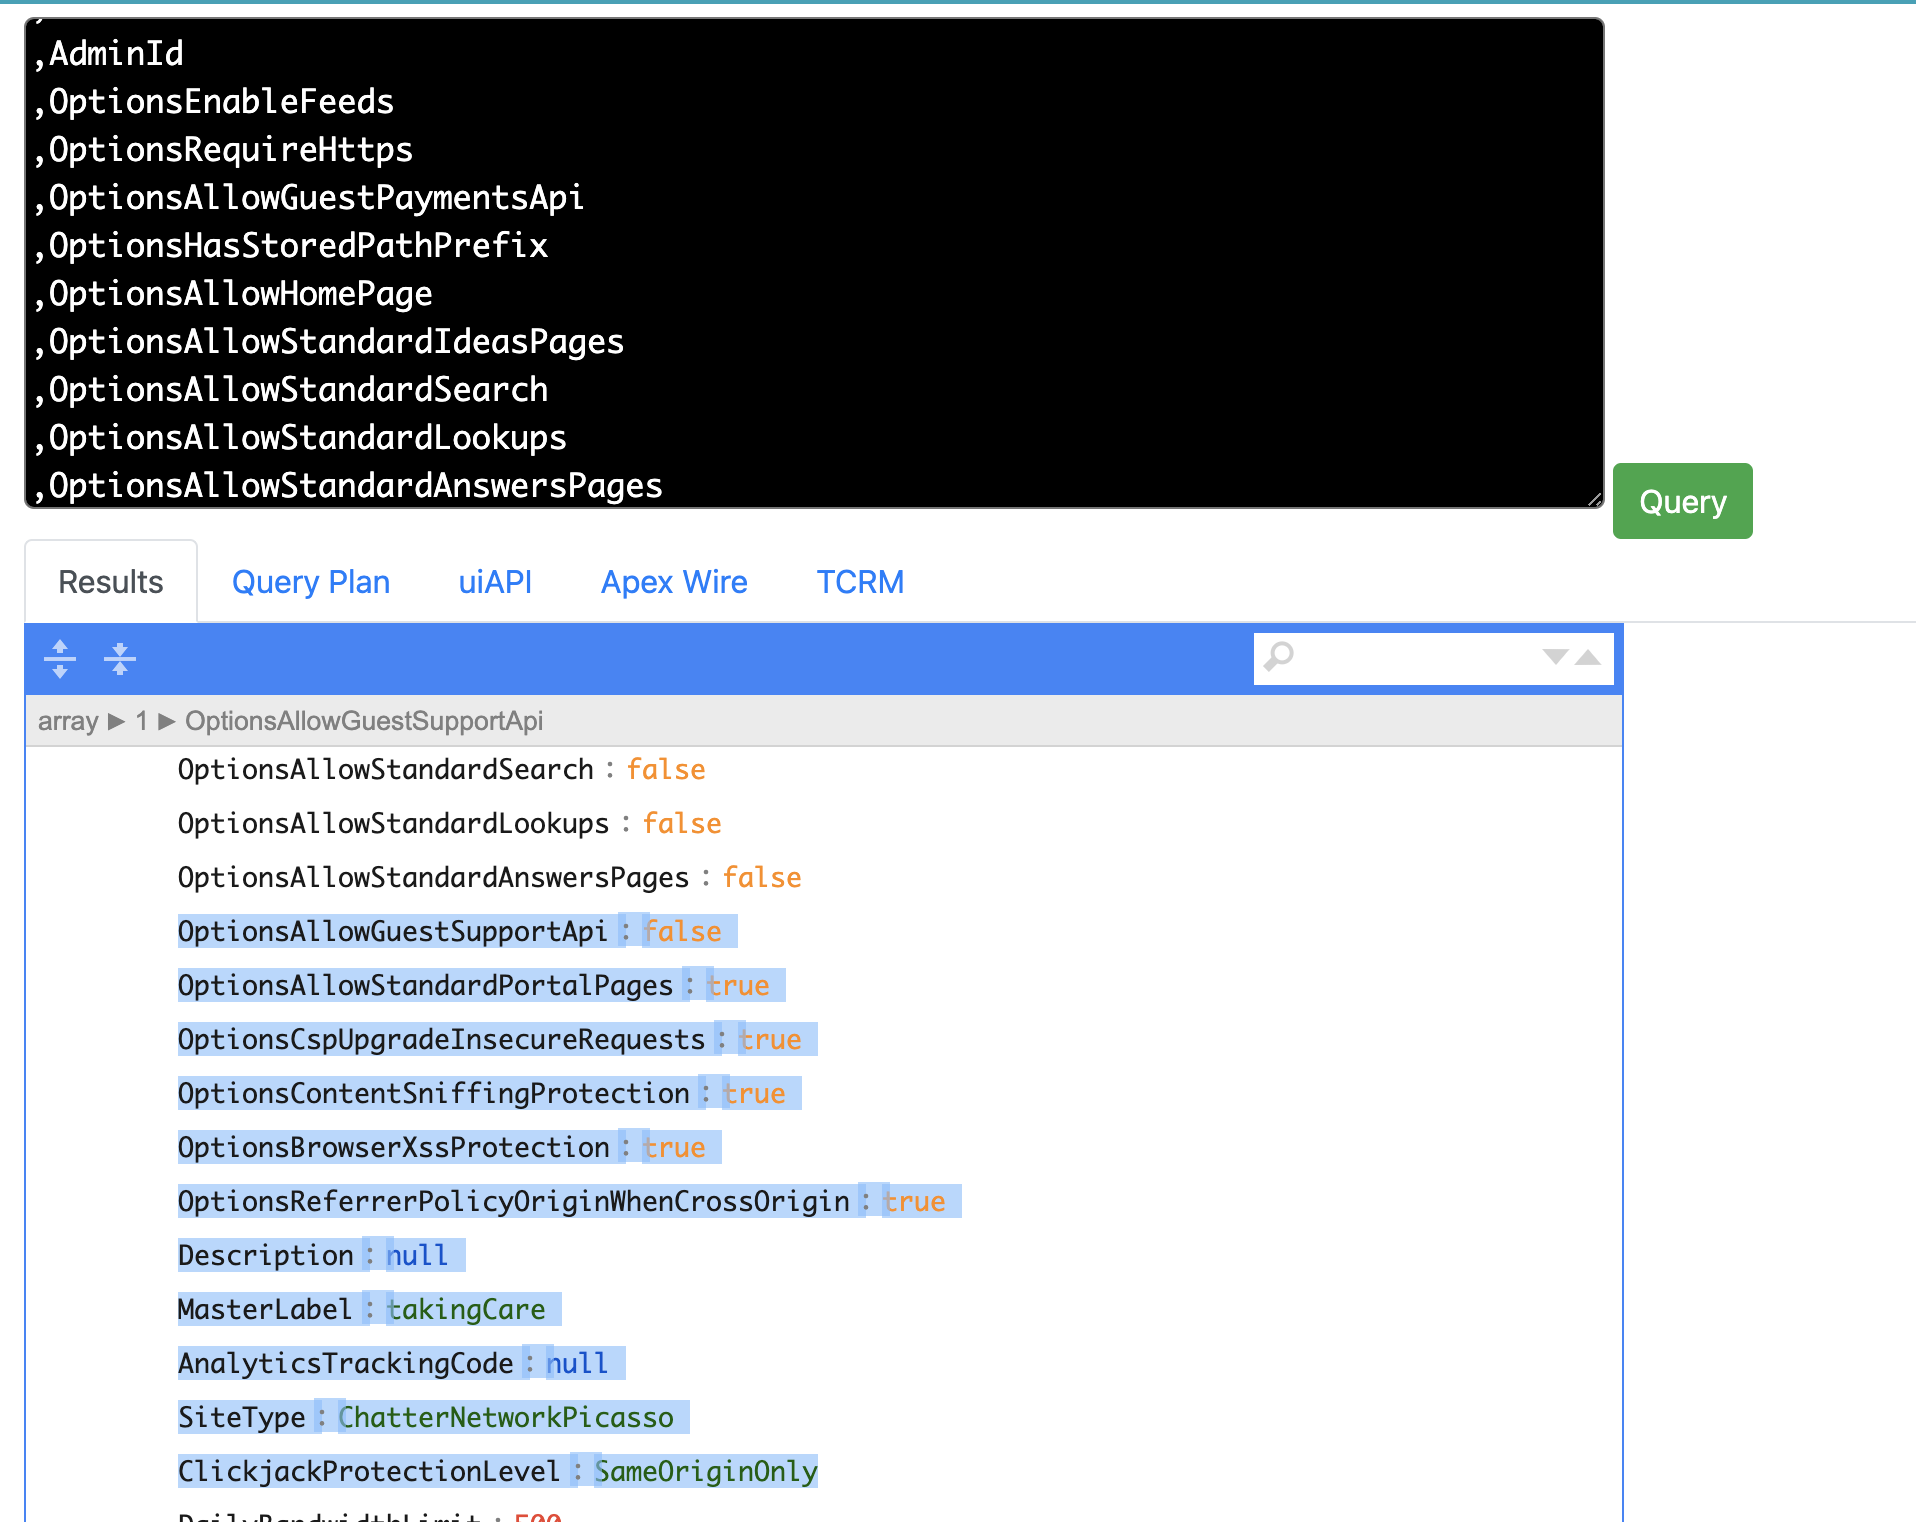 ,AdminId
,OptionsEnableFeeds
,OptionsRequireHttps
,OptionsAllowGuestPaymentsApi
,OptionsHasStoredPathPrefix
,OptionsAllowHomePage
,OptionsAllowStandardIdeasPages
,OptionsAllowStandardSearch
,OptionsAllowStandardLookups
,OptionsAllowStandardAnswersPages
Query
Results Query Plan uiAPI Apex Wire TCRM
array ▶ 1 ▶ OptionsAllowGuestSupportApi
OptionsAllowStandardSearch : false
OptionsAllowStandardLookups : false
OptionsAllowStandardAnswersPages : false
OptionsAllowGuestSupportApi : false
OptionsAllowStandardPortalPages : true
OptionsCspUpgradeInsecureRequests : true
OptionsContentSniffingProtection : true
OptionsBrowserXssProtection : true
OptionsReferrerPolicyOriginWhenCrossOrigin : true
Description : null
MasterLabel : takingCare
AnalyticsTrackingCode : null
SiteType : ChatterNetworkPicasso
ClickjackProtectionLevel : SameOriginOnly
DailyBandwidthLimit : 500